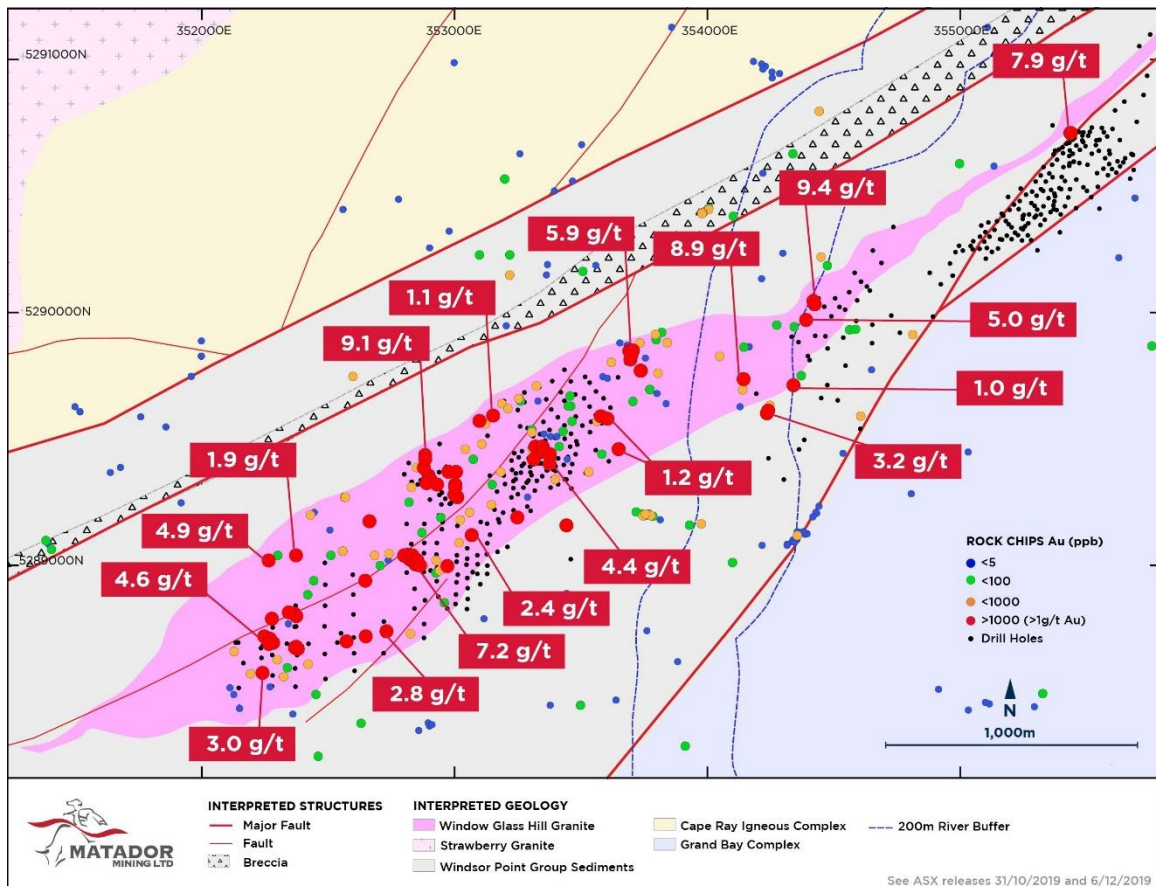 352000E
353000E
354000E
355000E
5291000N
7.9 g/t
9.4 g/t
5.9 g/t
8.9 g/t
1.1 g/t
5290000N
5.0 g/t
9.1 g/t
1.0 g/t
1.9 g/t
1.2 g/t
3.2 g/t
4.9 g/t
5289000N
4.4 g/t
4.6 g/t
2.4 g/t
7.2 g/t
2.8 g/t
3.0 g/t
ROCK CHIPS Au (ppb)
<5
<100
<1000
>1000 (>1g/t Au)
Drill Holes
N
1,000m
MATADOR
MINING LTD
INTERPRETED STRUCTURES
Major Fault
Fault
Breccia
INTERPRETED GEOLOGY
Window Glass Hill Granite
Strawberry Granite
Windsor Point Group Sediments
Cape Ray Igneous Complex
Grand Bay Complex
200m River Buffer
See ASX releases 31/10/2019 and 6/12/2019